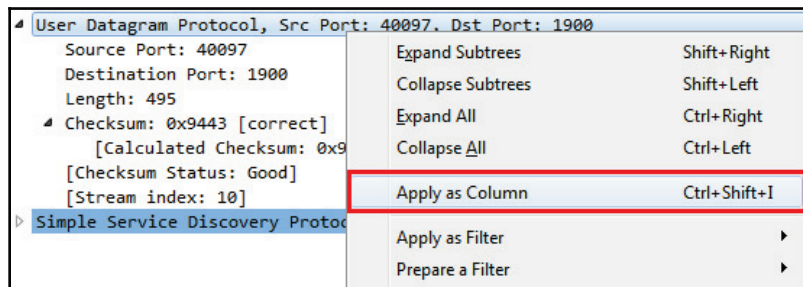 User Datagram Protocol, Src Port: 40097, Dst Port: 1900
Source Port: 40097
Destination Port: 1900
Length: 495
Checksum: 0x9443 [correct]
[Calculated Checksum: 0x9
[Checksum Status: Good]
[Stream index: 10]
Simple Service Discovery Protoc
Expand Subtrees Shift+Right
Collapse Subtrees Shift+Left
Expand All Ctrl+Right
Collapse All Ctrl+Left
Apply as Column Ctrl+Shift+I
Apply as Filter
Prepare a Filter